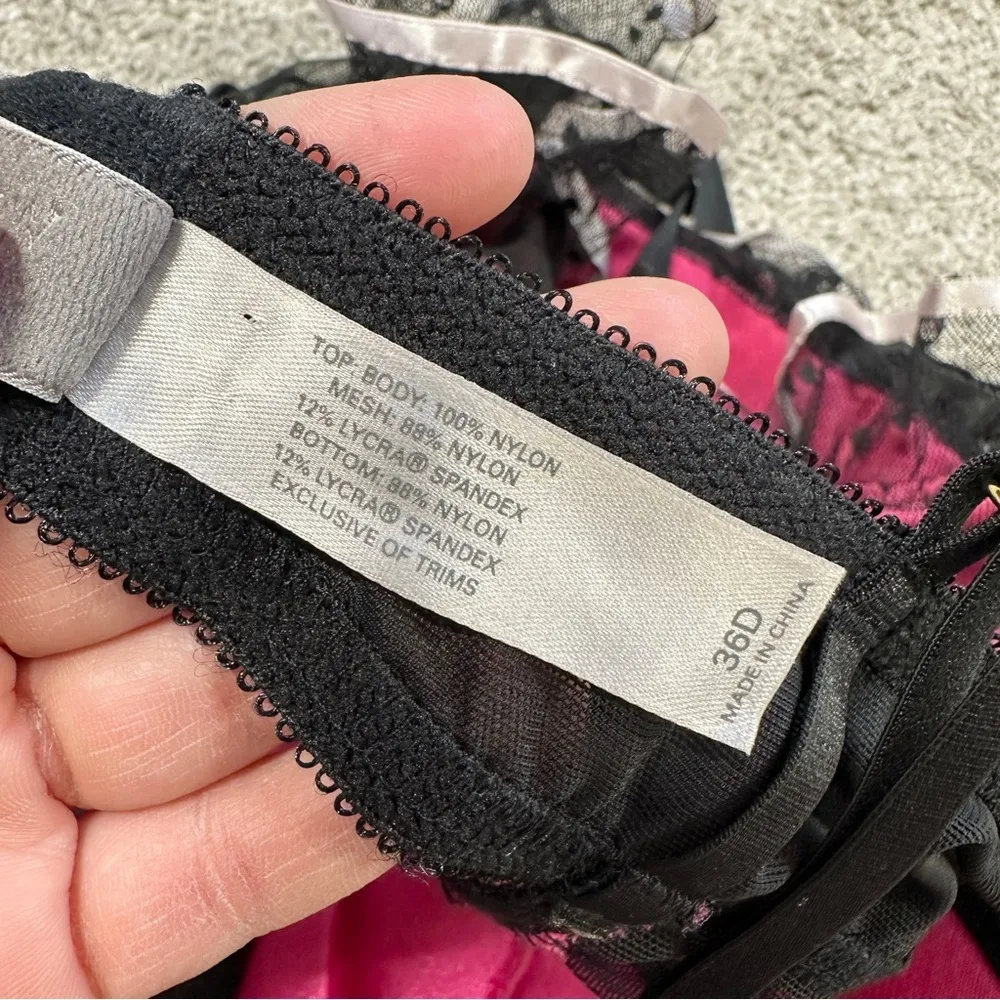 TOP: BODY: 100% NYLON
MESH: 88% NYLON
12% LYCRA® SPANDEX
BOTTOM: 88% NYLON
12% LYCRA® SPANDEX
EXCLUSIVE OF TRIMS
36D
MADE IN CHINA